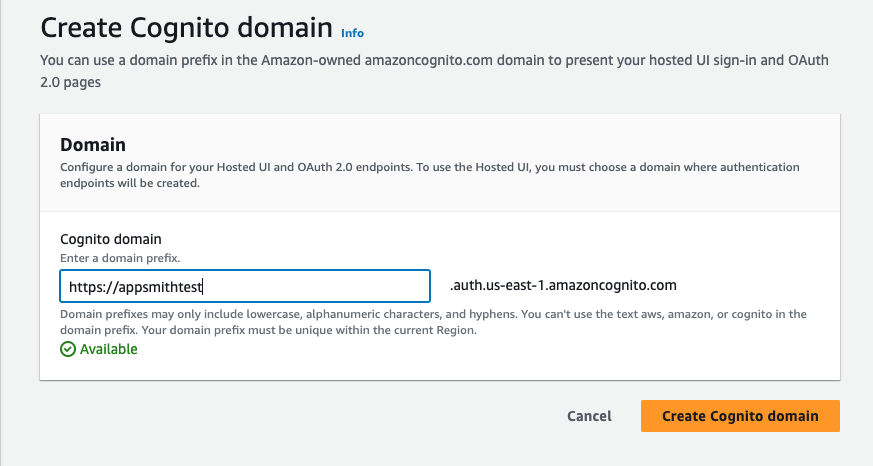 Create Cognito domain Info
You can use a domain prefix in the Amazon-owned amazoncognito.com domain to present your hosted UI sign-in and OAuth
2.0 pages
Domain
Configure a domain for your Hosted UI and OAuth 2.0 endpoints. To use the Hosted UI, you must choose a domain where authentication
endpoints will be created.
Cognito domain
Enter a domain prefix.
https://appsmithtest .auth.us-east-1.amazoncognito.com
Domain prefixes may only include lowercase, alphanumeric characters, and hyphens. You can't use the text aws, amazon, or cognito in the
domain prefix. Your domain prefix must be unique within the current Region.
Available
Cancel Create Cognito domain